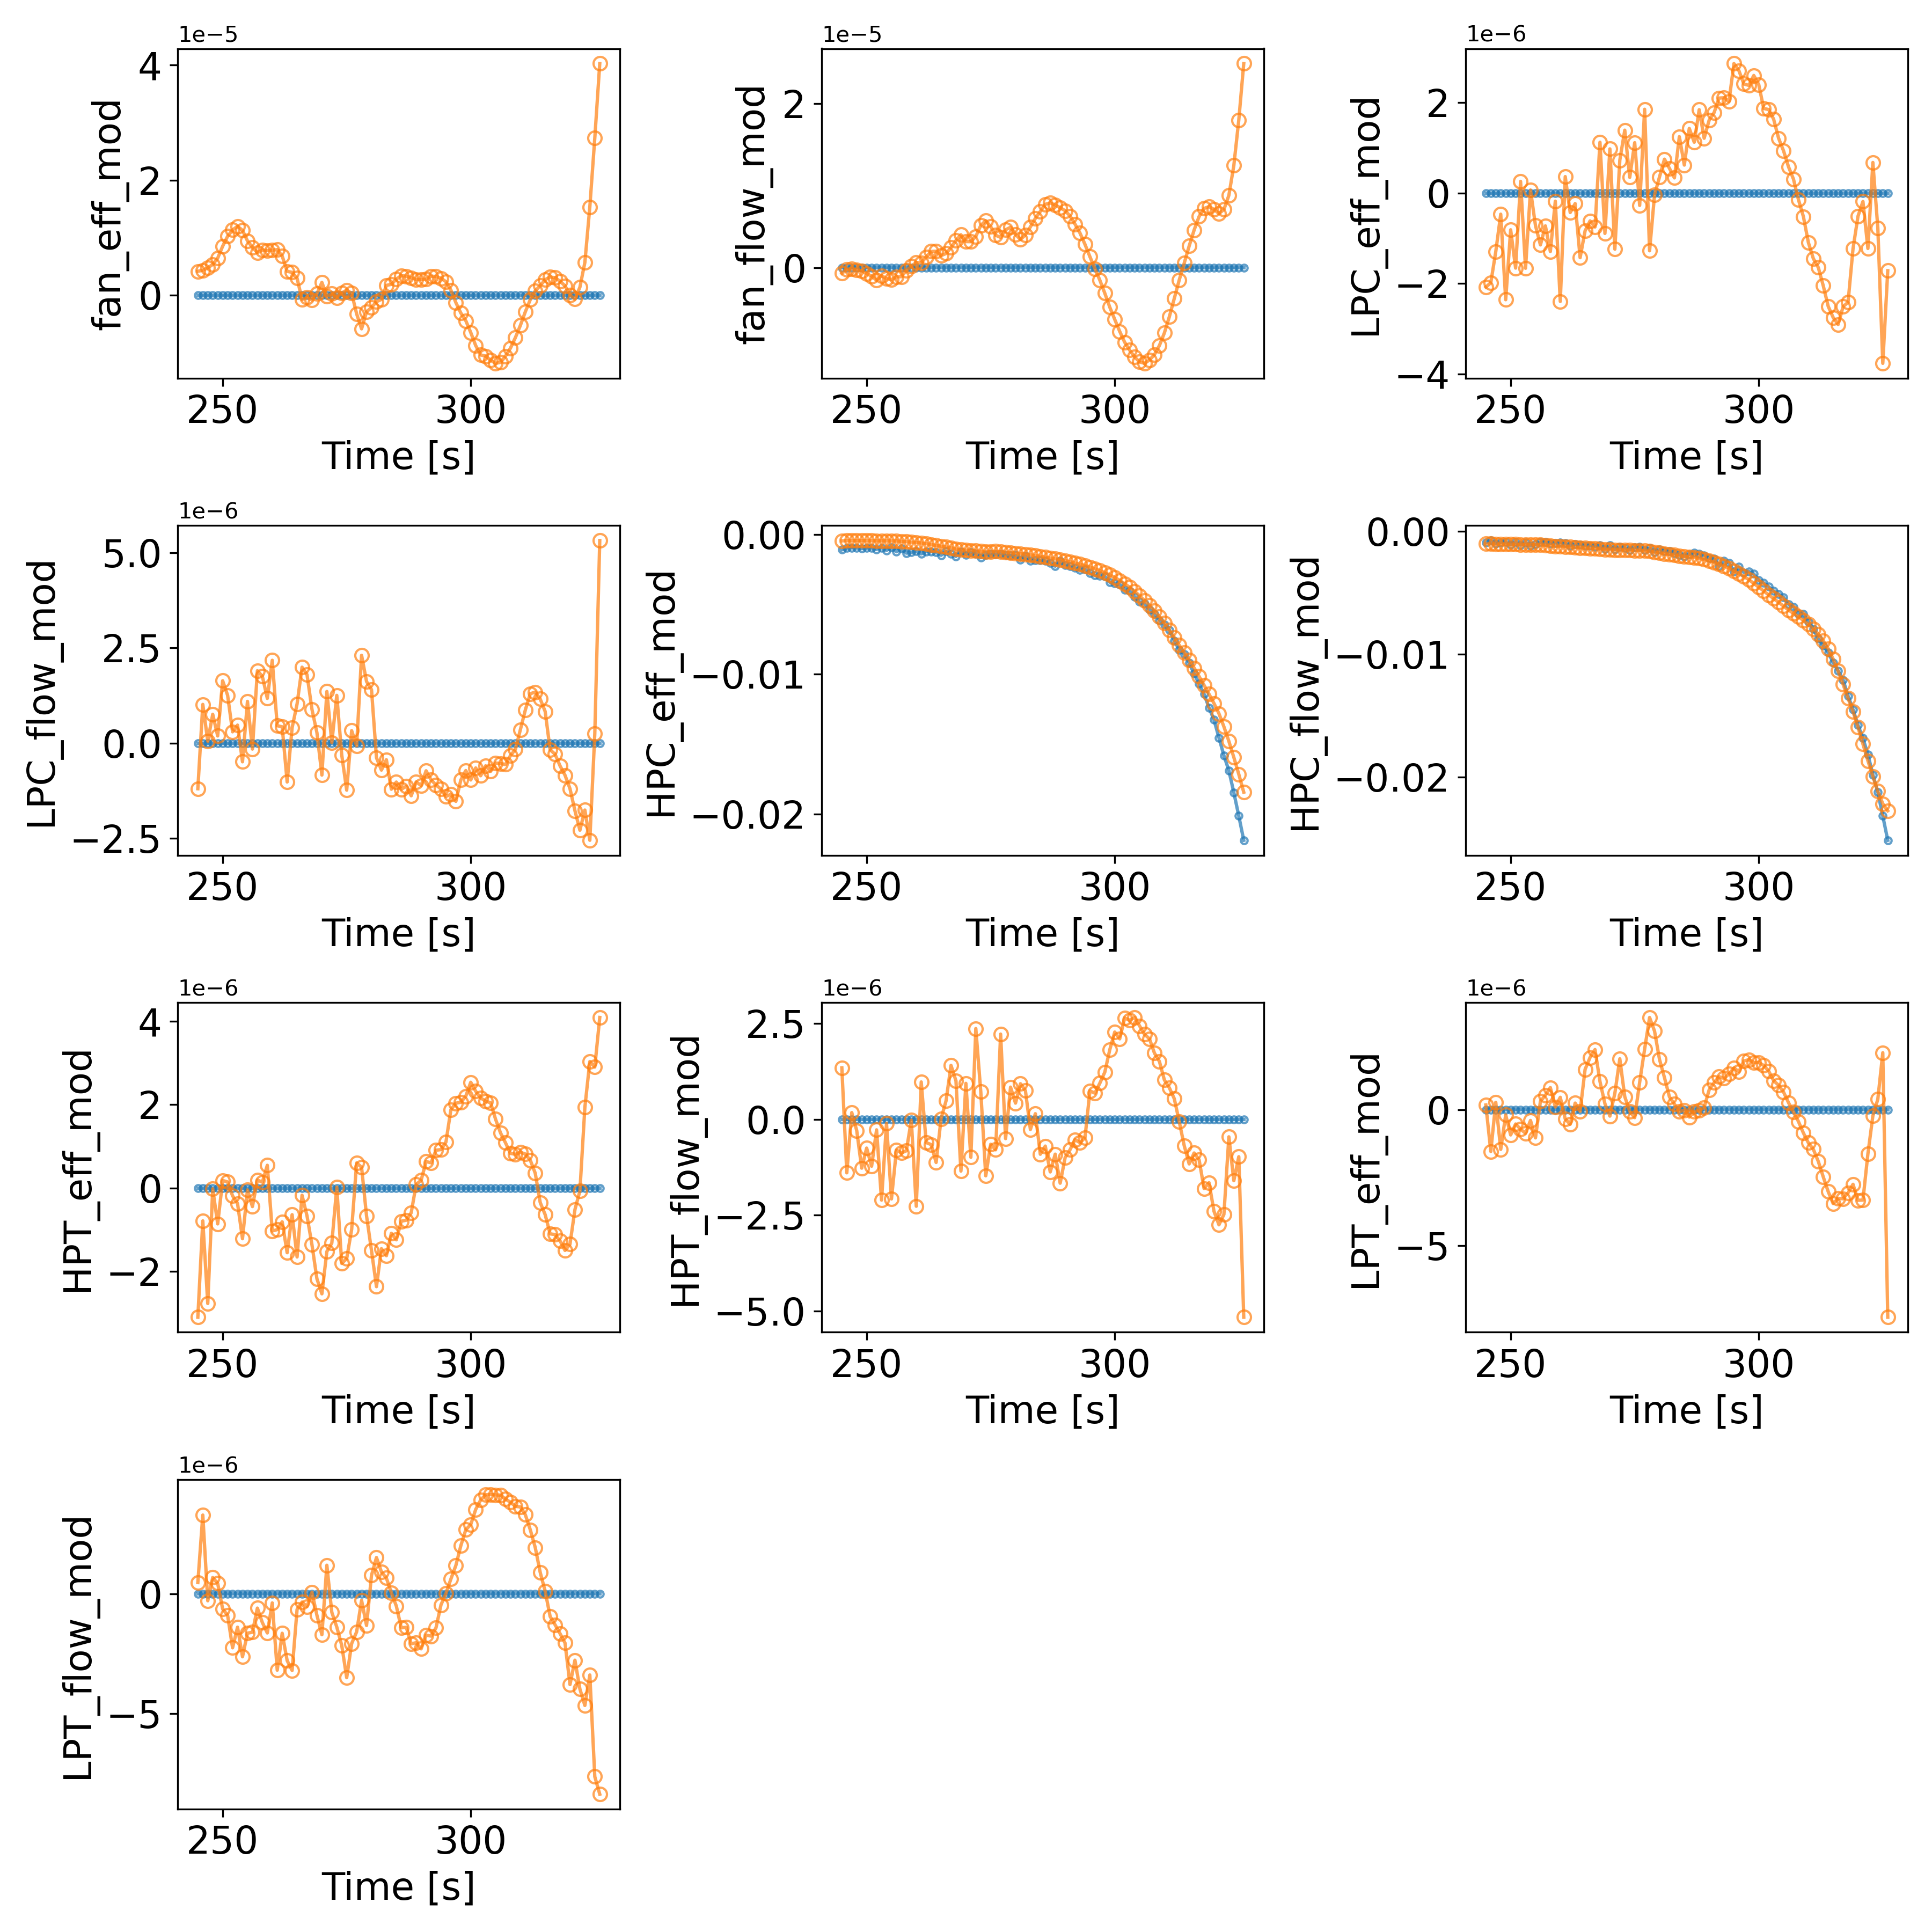 1e−5
fan_eff_mod
4
2
0
250
300
Time [s]
1e−5
fan_flow_mod
2
0
250
300
Time [s]
1e−6
LPC_eff_mod
2
0
−2
−4
250
300
Time [s]
1e−6
LPC_flow_mod
5.0
2.5
0.0
−2.5
250
300
Time [s]
HPC_eff_mod
0.00
−0.01
−0.02
250
300
Time [s]
HPC_flow_mod
0.00
−0.01
−0.02
250
300
Time [s]
1e−6
HPT_eff_mod
4
2
0
−2
250
300
Time [s]
1e−6
HPT_flow_mod
2.5
0.0
−2.5
−5.0
250
300
Time [s]
1e−6
LPT_eff_mod
0
−5
250
300
Time [s]
1e−6
LPT_flow_mod
0
−5
250
300
Time [s]